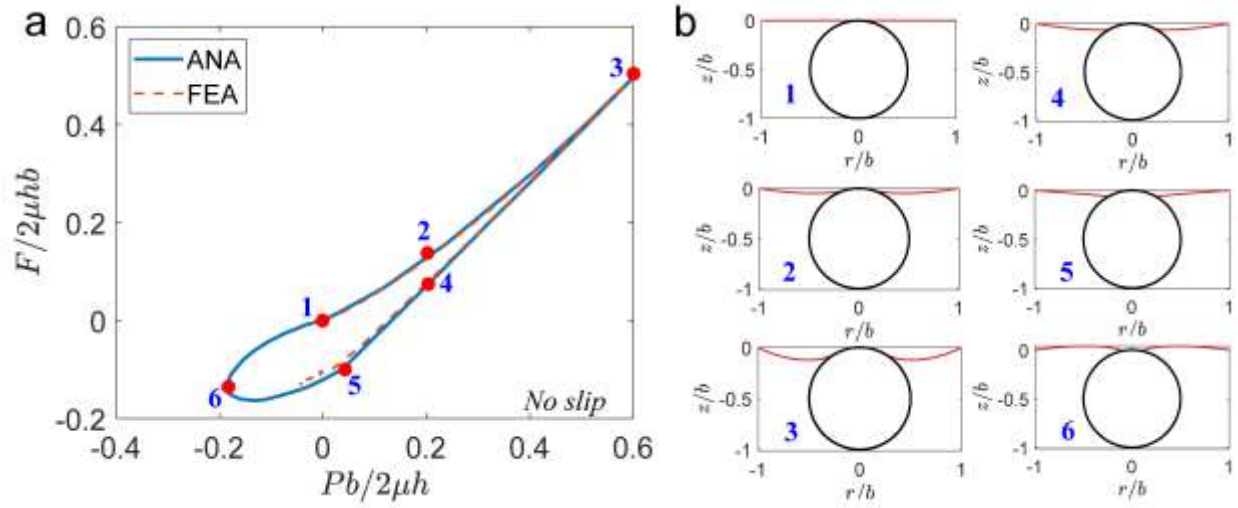 a
0.6
0.4
0.2
0
-0.2
F/2μhb
ANA
FEA
1
2
3
4
5
6
No slip
-0.4 -0.2 0 0.2 0.4 0.6
Pb/2μh
b
0
-0.5
-1
z/b
1
-1 0 1
r/b
0
-0.5
-1
z/b
4
-1 0 1
r/b
0
-0.5
-1
z/b
2
-1 0 1
r/b
0
-0.5
-1
z/b
5
-1 0 1
r/b
0
-0.5
-1
z/b
3
-1 0 1
r/b
0
-0.5
-1
z/b
6
-1 0 1
r/b